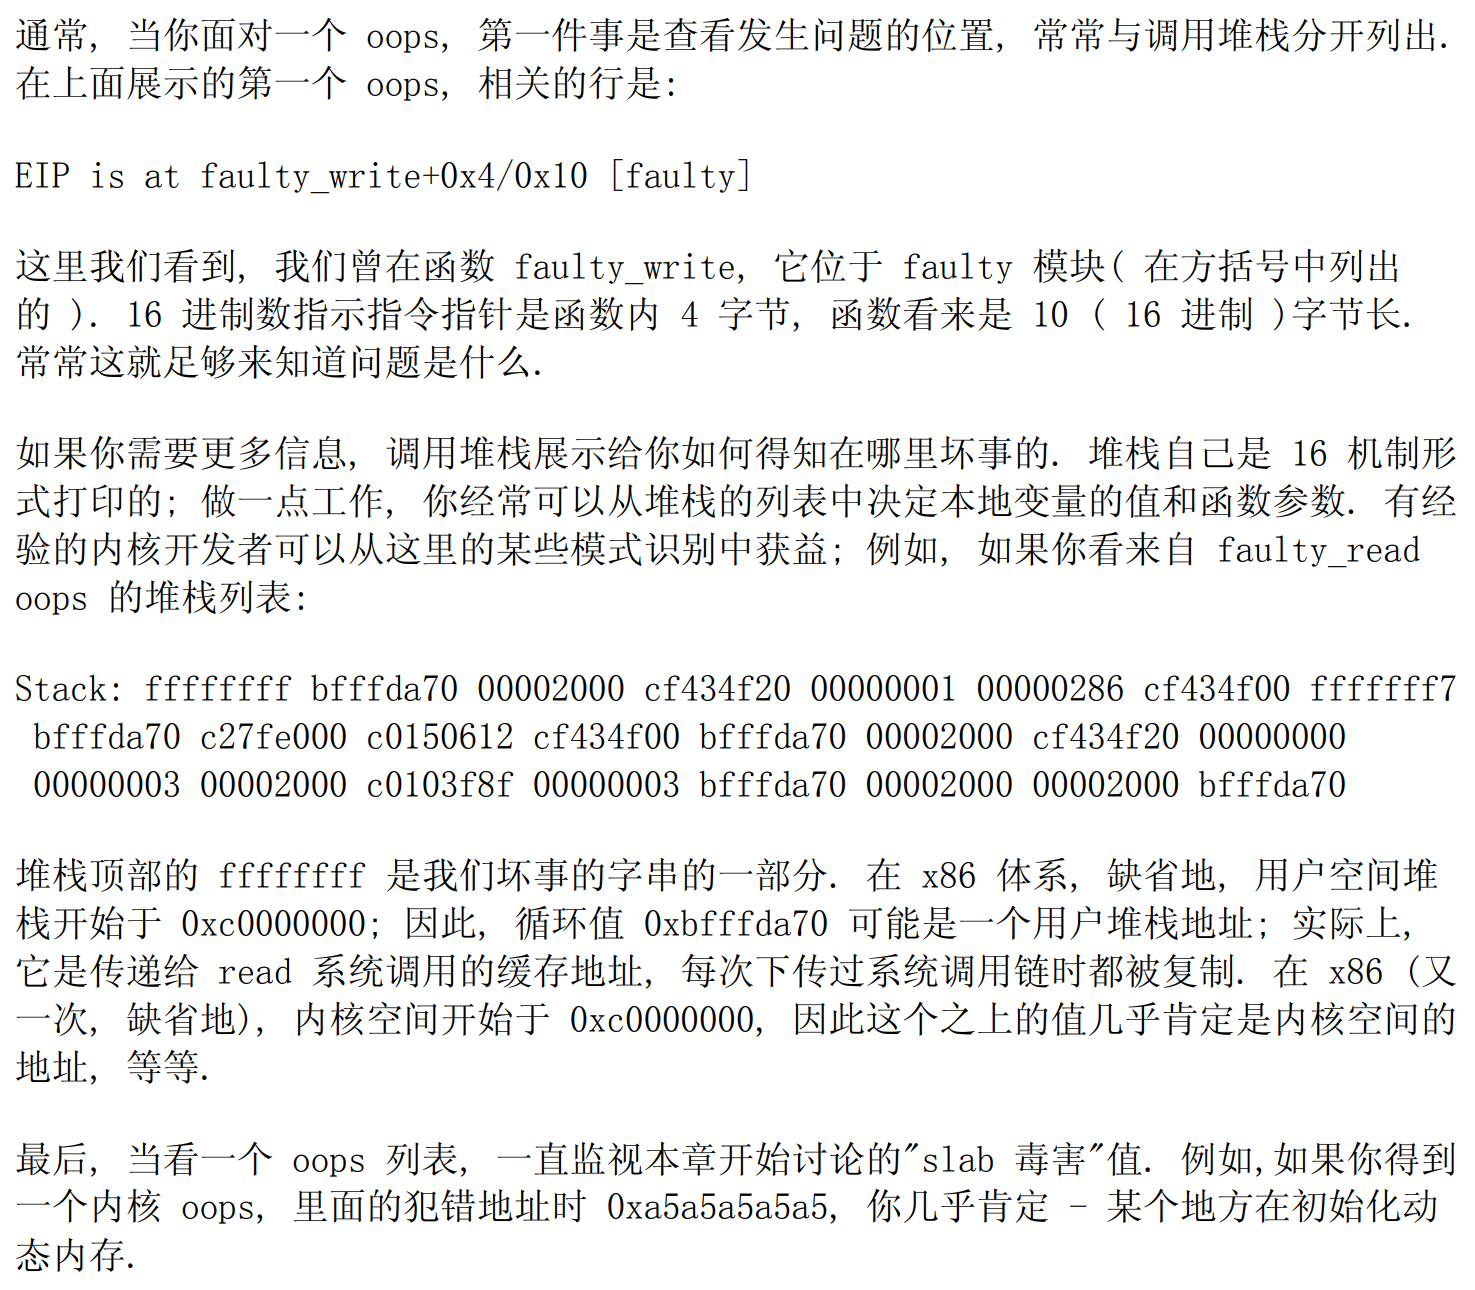 通常, 当你面对一个 oops, 第一件事是查看发生问题的位置, 常常与调用堆栈分开列出.
在上面展示的第一个 oops, 相关的行是:
EIP is at faulty_write+0x4/0x10 [faulty]
这里我们看到, 我们曾在函数 faulty_write, 它位于 faulty 模块( 在方括号中列出
的 ). 16 进制数指示指令指针是函数内 4 字节, 函数看来是 10 ( 16 进制 )字节长.
常常这就足够来知道问题是什么.
如果你需要更多信息, 调用堆栈展示给你如何得知在哪里坏事的. 堆栈自己是 16 机制形
式打印的; 做一点工作, 你经常可以从堆栈的列表中决定本地变量的值和函数参数. 有经
验的内核开发者可以从这里的某些模式识别中获益; 例如, 如果你看来自 faulty_read
oops 的堆栈列表:
Stack: ffffffff bfffda70 00002000 cf434f20 00000001 00000286 cf434f00 fffffff7
bfffda70 c27fe000 c0150612 cf434f00 bfffda70 00002000 cf434f20 00000000
00000003 00002000 c0103f8f 00000003 bfffda70 00002000 00002000 bfffda70
堆栈顶部的 ffffffff 是我们坏事的字串的一部分. 在 x86 体系, 缺省地, 用户空间堆
栈开始于 0xc0000000; 因此, 循环值 0xbfffda70 可能是一个用户堆栈地址; 实际上,
它是传递给 read 系统调用的缓存地址, 每次下传过系统调用链时都被复制. 在 x86 (又
一次, 缺省地), 内核空间开始于 0xc0000000, 因此这个之上的值几乎肯定是内核空间的
地址, 等等.
最后, 当看一个 oops 列表, 一直监视本章开始讨论的"slab 毒害"值. 例如,如果你得到
一个内核 oops, 里面的犯错地址时 0xa5a5a5a5a5, 你几乎肯定 - 某个地方在初始化动
态内存.